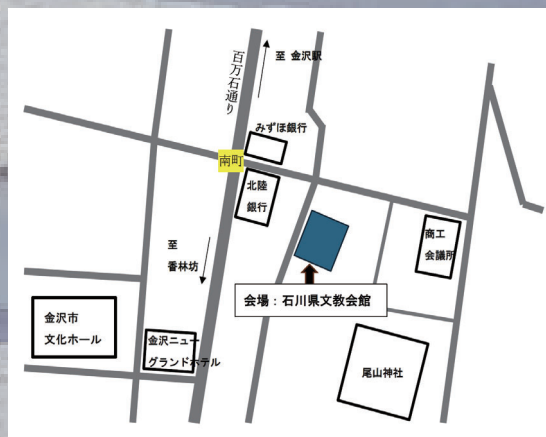 百万石通り
至 金沢駅
みずほ銀行
南町
北陸
銀行
商工
会議所
至
香林坊
会場：石川県文教会館
金沢市
文化ホール
金沢ニュー
グランドホテル
尾山神社